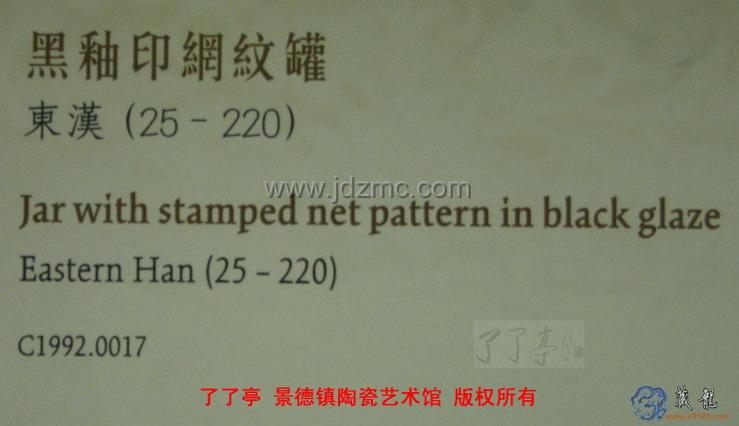 黑釉印網紋罐
東漢 (25 - 220)
www.jdzmc.com
Jar with stamped net pattern in black glaze
Eastern Han (25 – 220)
C1992.0017
了了亭
了了亭 景德镇陶瓷艺术馆 版权所有
藏龍